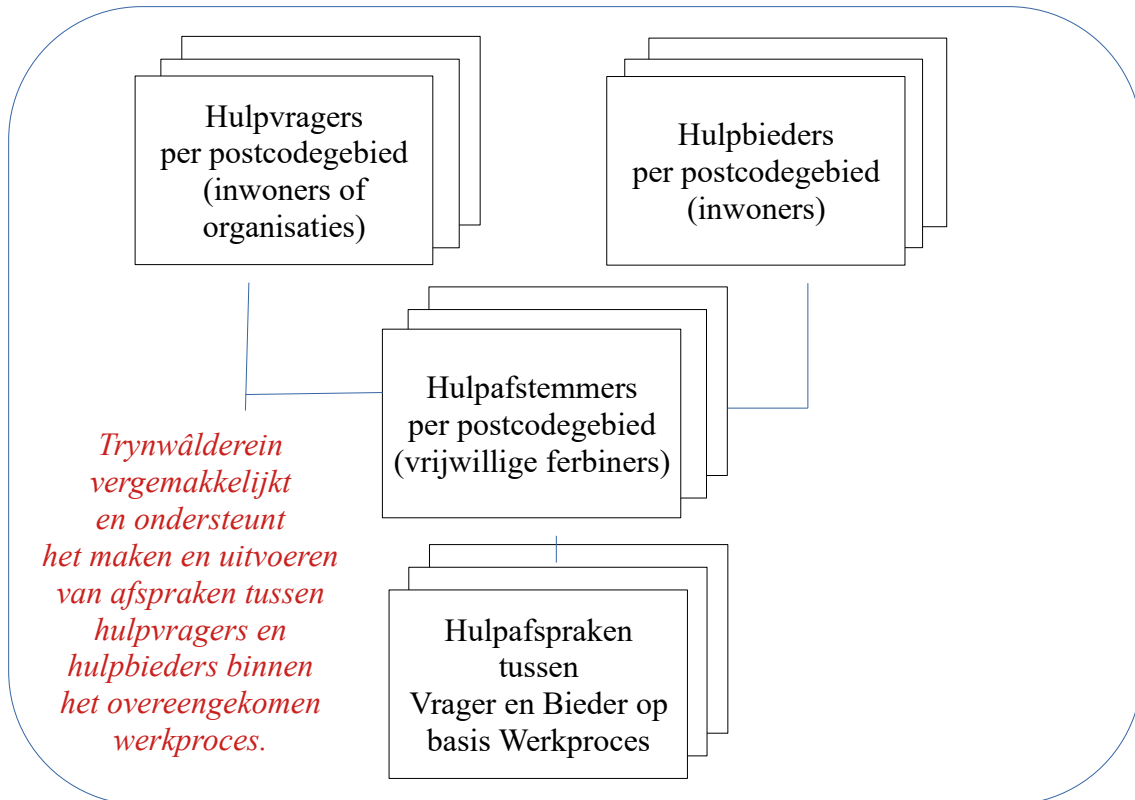 Hulpvragers
per postcodegebied
(inwoners of
organisaties)
Hulpbieders
per postcodegebied
(inwoners)
Hulpafstemmers
per postcodegebied
(vrijwillige ferbiners)
Trynwâlderein
vergemakkelijkt
en ondersteunt
het maken en uitvoeren
van afspraken tussen
hulpvragers en
hulpbieders binnen
het overeengekomen
werkproces.
Hulpafspraken
tussen
Vrager en Bieder op
basis Werkproces